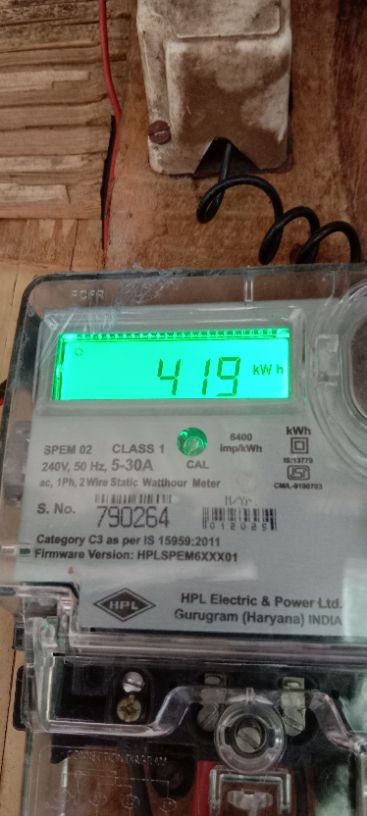 419 kWh
SPEM 02 CLASS 1 6400 kWh
240V, 50 Hz, 5-30A CAL imp/kWh IS:13779
ac, 1Ph, 2 Wire Static Watthour Meter
S. No. 790264 M/Yr
Category C3 as per IS 15959:2011
Firmware Version: HPLSPEM6XXX01
HPL HPL Electric & Power Ltd.
Gurugram (Haryana) INDIA